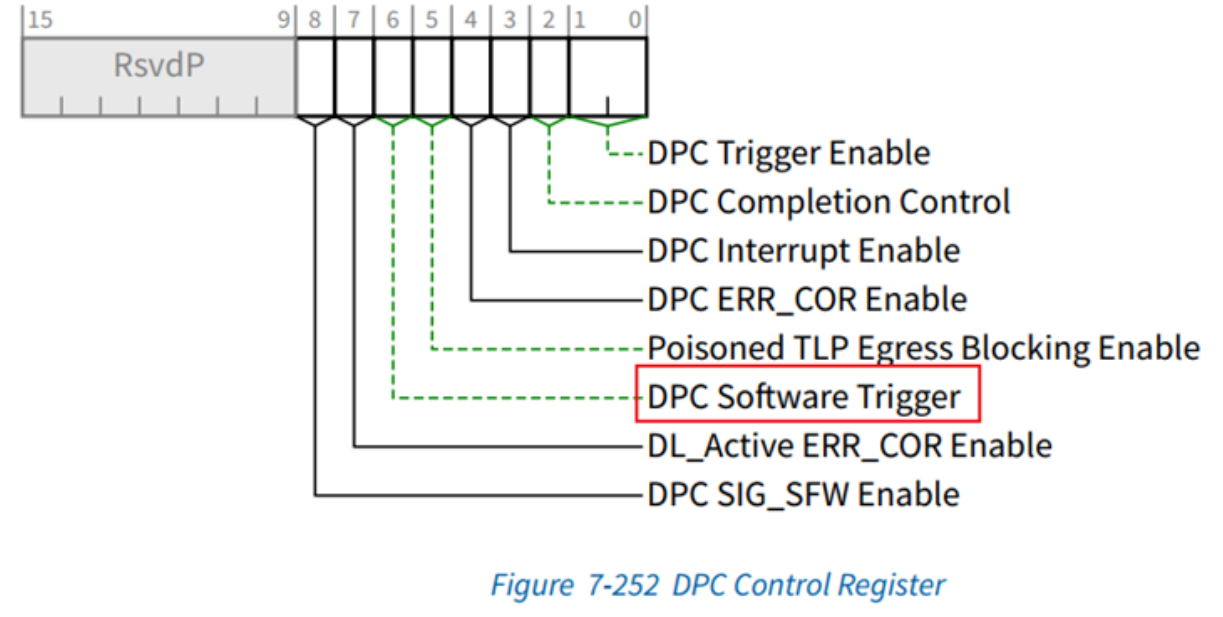 15 9 8 7 6 5 4 3 2 1 0
RsvdP
DPC Trigger Enable
DPC Completion Control
DPC Interrupt Enable
DPC ERR_COR Enable
Poisoned TLP Egress Blocking Enable
DPC Software Trigger
DL_Active ERR_COR Enable
DPC SIG_SFW Enable
Figure 7-252 DPC Control Register